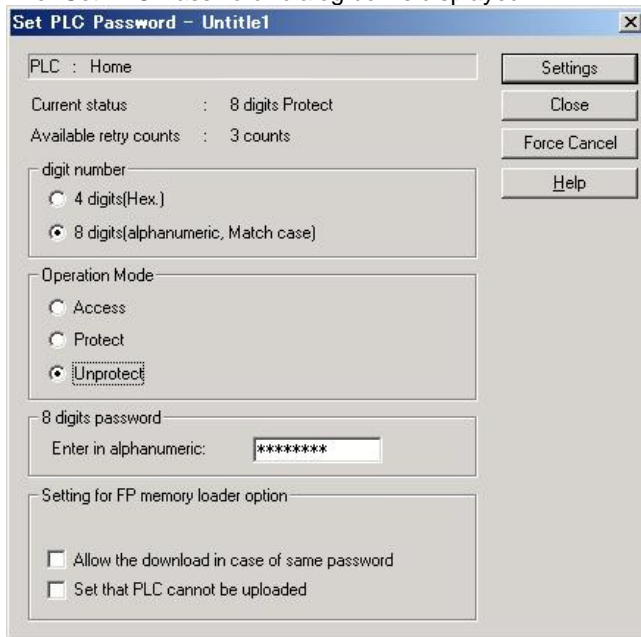 Set PLC Password - Untitle1
PLC : Home
Settings
Current status : 8 digits Protect
Close
Available retry counts : 3 counts
Force Cancel
digit number
Help
4 digits(Hex.)
8 digits(alphanumeric, Match case)
Operation Mode
Access
Protect
Unprotect
8 digits password
Enter in alphanumeric: ********
Setting for FP memory loader option
Allow the download in case of same password
Set that PLC cannot be uploaded